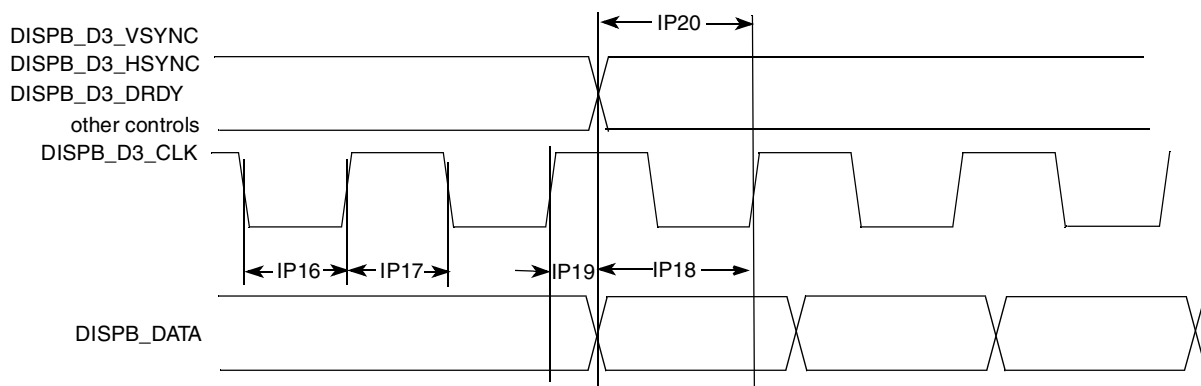 IP20
DISPB_D3_VSYNC
DISPB_D3_HSYNC
DISPB_D3_DRDY
other controls
DISPB_D3_CLK
IP16
IP17
IP19
IP18
DISPB_DATA